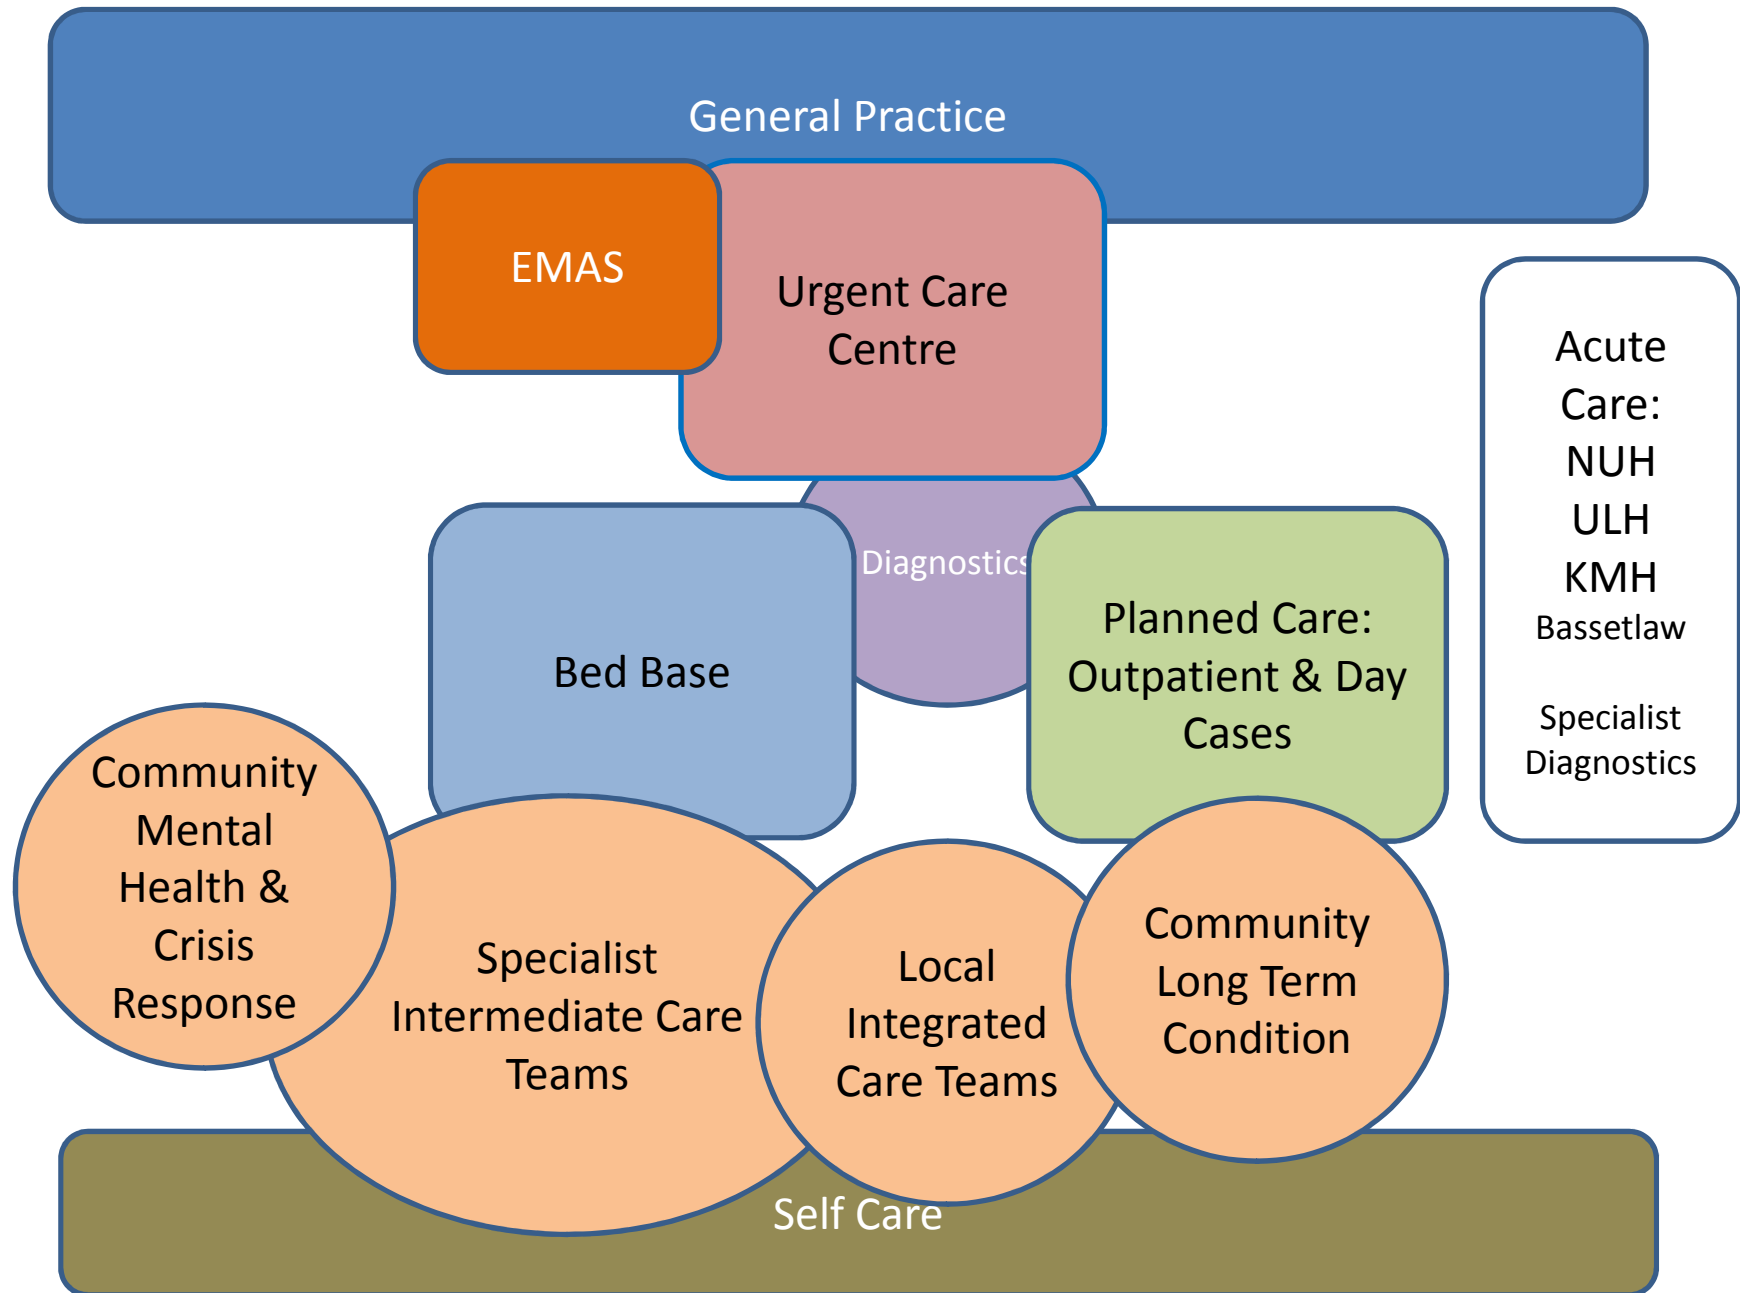 General Practice
EMAS
Urgent Care
Centre
Acute
Care:
NUH
ULH
KMH
Bassetlaw
Specialist
Diagnostics
Diagnostics
Bed Base
Planned Care:
Outpatient & Day
Cases
Community
Mental
Health &
Crisis
Response
Specialist
Intermediate Care
Teams
Local
Integrated
Care Teams
Community
Long Term
Condition
Self Care